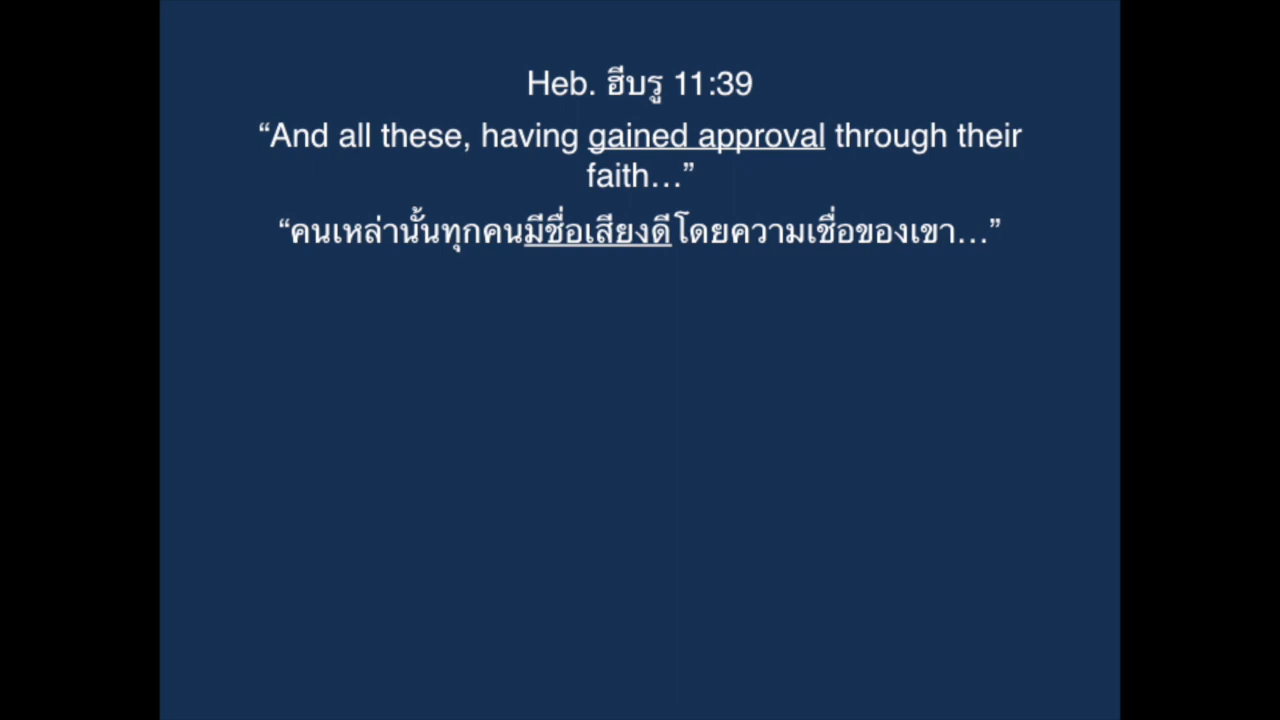 Heb. ฮีบรู 11:39
“And all these, having gained approval through their
faith…”
“คนเหล่านั้นทุกคนมีชื่อเสียงดีโดยความเชื่อของเขา…”